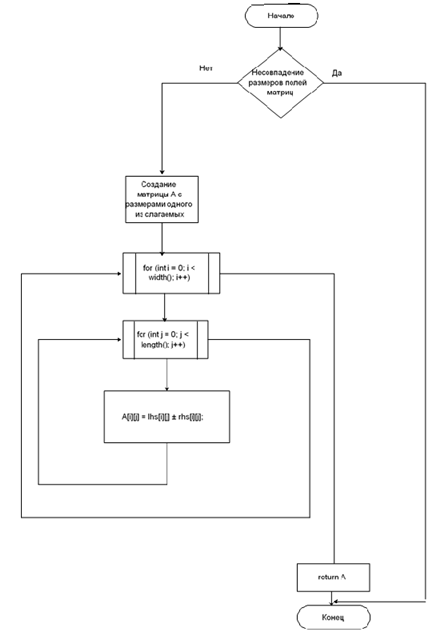 Начало
Несовпадение
размеров полей
матриц
Нет
Да
Создание
матрицы A с
размерами одного
из слагаемых
for (int i = 0; i <
width(); i++)
for (int j = 0; j <
length(); j++)
A[i][j] = lhs[i][j] ± rhs[i][j];
return A
Конец